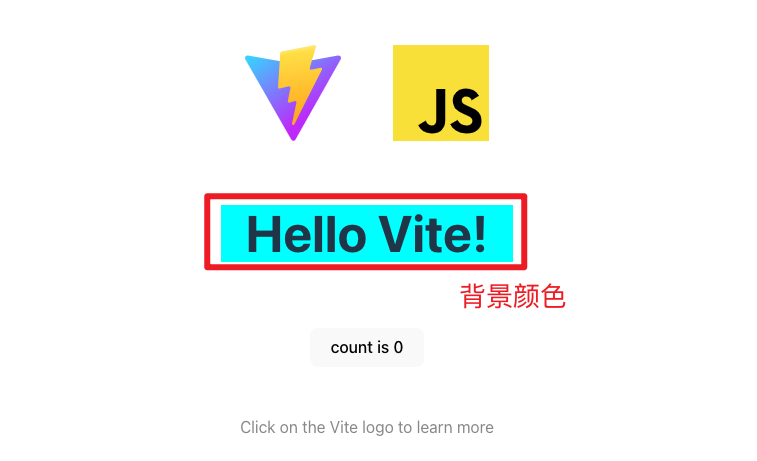 JS
Hello Vite!
背景颜色
count is 0
Click on the Vite logo to learn more